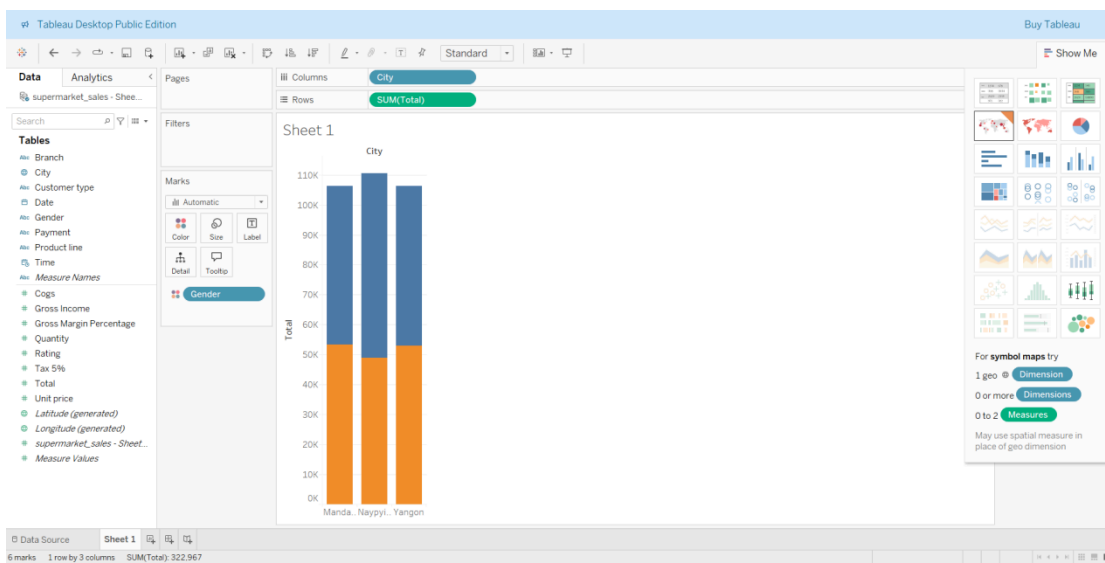 Tableau Desktop Public Edition
Buy Tableau
Standard
Show Me
Data
Analytics
Pages
Columns
City
supermarket_sales - Shee...
Rows
SUM(Total)
Search
Filters
Sheet 1
Tables
Abc Branch
City
Abc Customer type
Date
Abc Gender
Abc Payment
Abc Product line
Time
Abc Measure Names
# Cogs
# Gross Income
# Gross Margin Percentage
# Quantity
# Rating
# Tax 5%
# Total
# Unit price
Latitude (generated)
Longitude (generated)
# supermarket_sales - Sheet...
# Measure Values
Marks
Automatic
Color
Size
Label
Detail
Tooltip
Gender
City
Total
110K
100K
90K
80K
70K
60K
50K
40K
30K
20K
10K
0K
Manda.. Naypyi.. Yangon
For symbol maps try
1 geo Dimension
0 or more Dimensions
0 to 2 Measures
May use spatial measure in
place of geo dimension
Data Source
Sheet 1
6 marks 1 row by 3 columns SUM(Total): 322,967